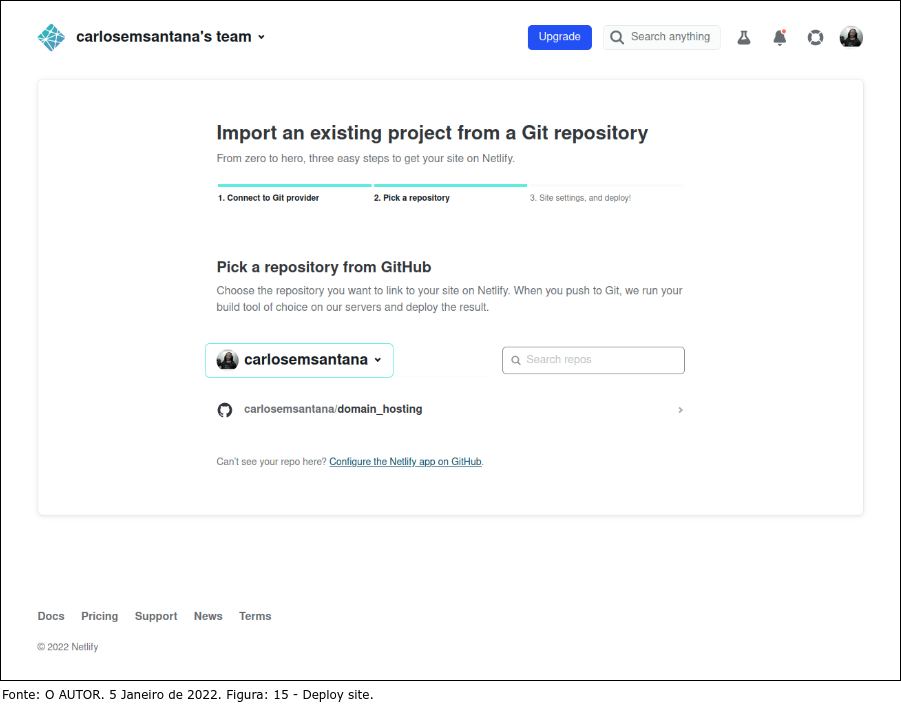 carlosemsantana's team
Upgrade
Search anything
Import an existing project from a Git repository
From zero to hero, three easy steps to get your site on Netlify.
1. Connect to Git provider
2. Pick a repository
3. Site settings, and deploy!
Pick a repository from GitHub
Choose the repository you want to link to your site on Netlify. When you push to Git, we run your
build tool of choice on our servers and deploy the result.
carlosemsantana
Search repos
carlosemsantana/domain_hosting
Can't see your repo here? Configure the Netlify app on GitHub.
Docs Pricing Support News Terms
© 2022 Netlify
Fonte: O AUTOR. 5 Janeiro de 2022. Figura: 15 - Deploy site.